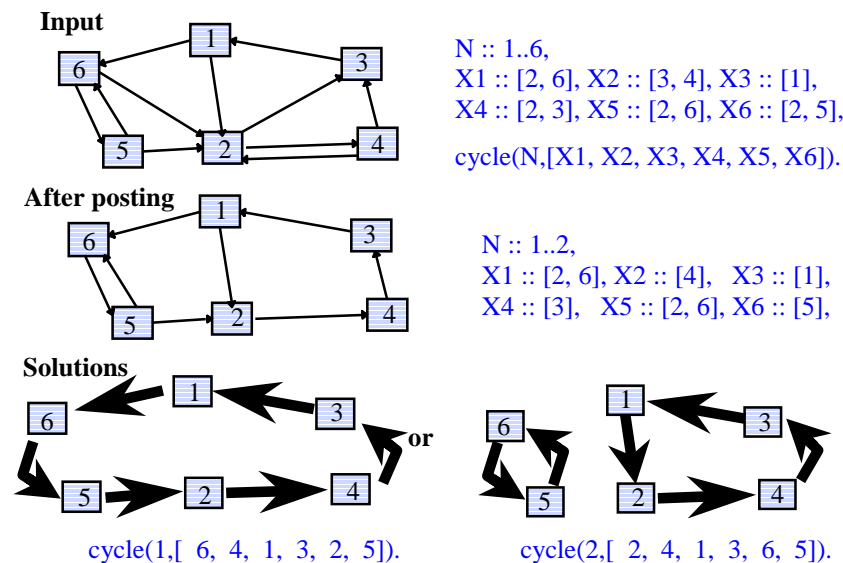 Input
1
6
3
5
2
4
N :: 1..6,
X1 :: [2, 6], X2 :: [3, 4], X3 :: [1],
X4 :: [2, 3], X5 :: [2, 6], X6 :: [2, 5],
cycle(N,[X1, X2, X3, X4, X5, X6]).
After posting
1
6
3
5
2
4
N :: 1..2,
X1 :: [2, 6], X2 :: [4], X3 :: [1],
X4 :: [3], X5 :: [2, 6], X6 :: [5],
Solutions
1
6
3
5
2
4
or
6
5
1
3
2
4
cycle(1,[ 6, 4, 1, 3, 2, 5]).
cycle(2,[ 2, 4, 1, 3, 6, 5]).